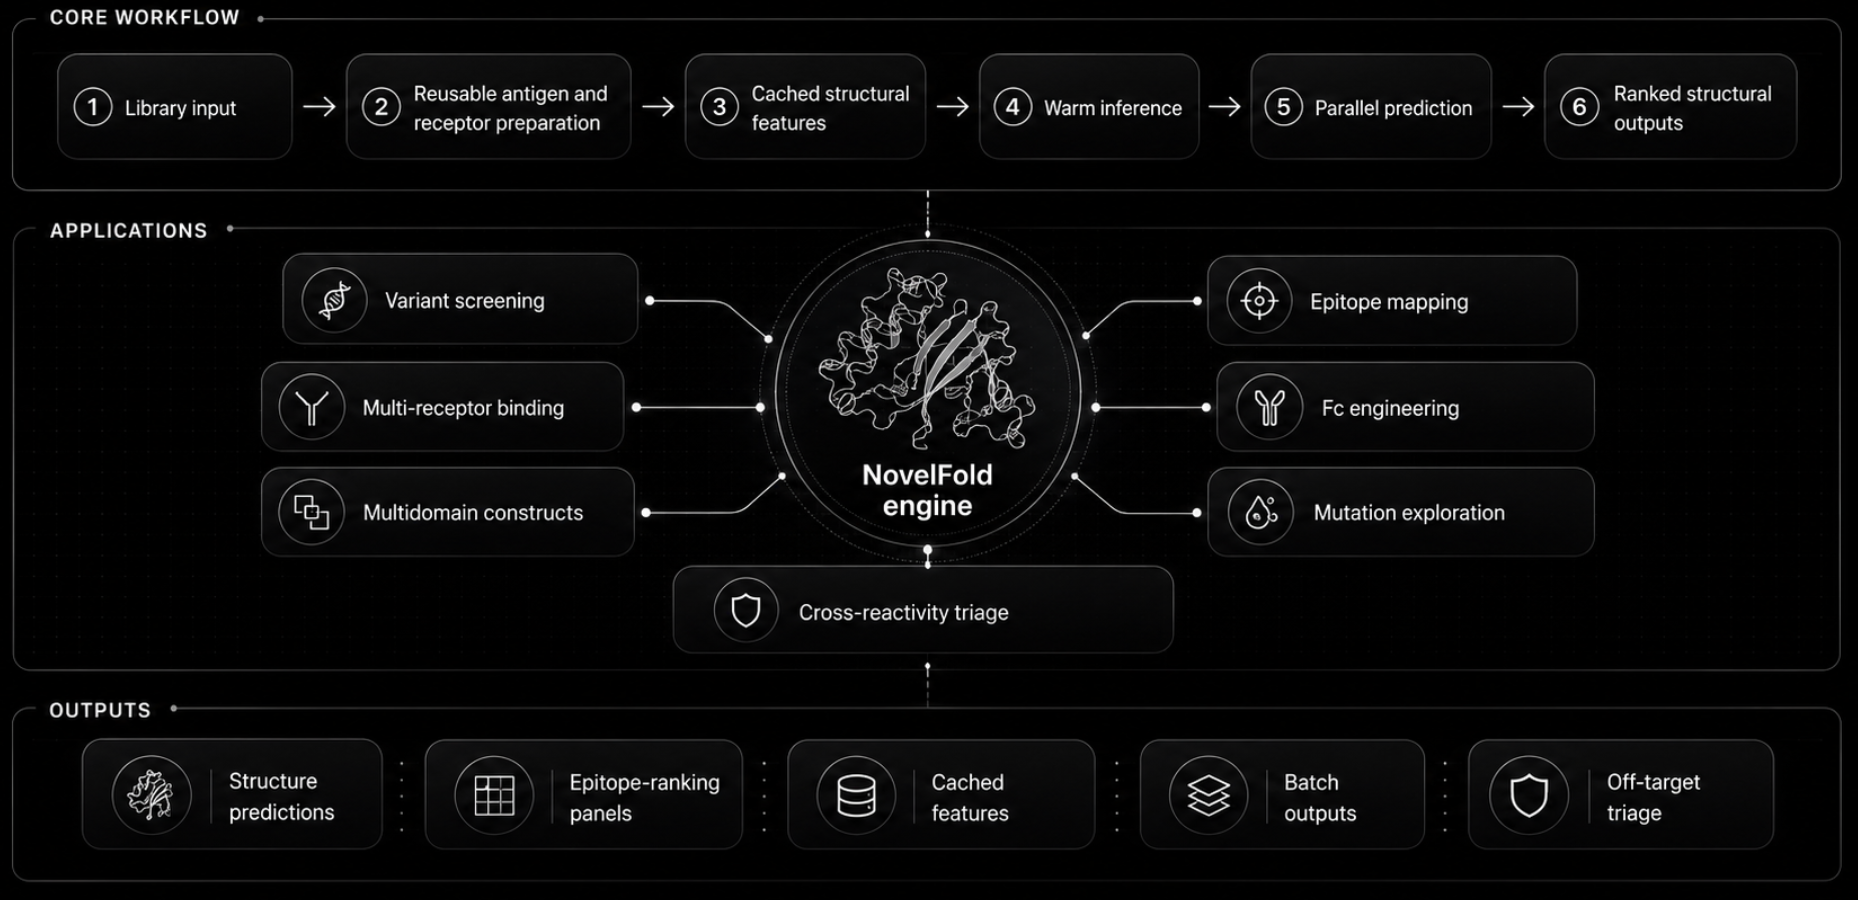 CORE WORKFLOW
1 Library input
2 Reusable antigen and
receptor preparation
3 Cached structural
features
4 Warm inference
5 Parallel prediction
6 Ranked structural
outputs
APPLICATIONS
Variant screening
Multi-receptor binding
Multidomain constructs
NovelFold
engine
Epitope mapping
Fc engineering
Mutation exploration
Cross-reactivity triage
OUTPUTS
Structure
predictions
Epitope-ranking
panels
Cached
features
Batch
outputs
Off-target
triage